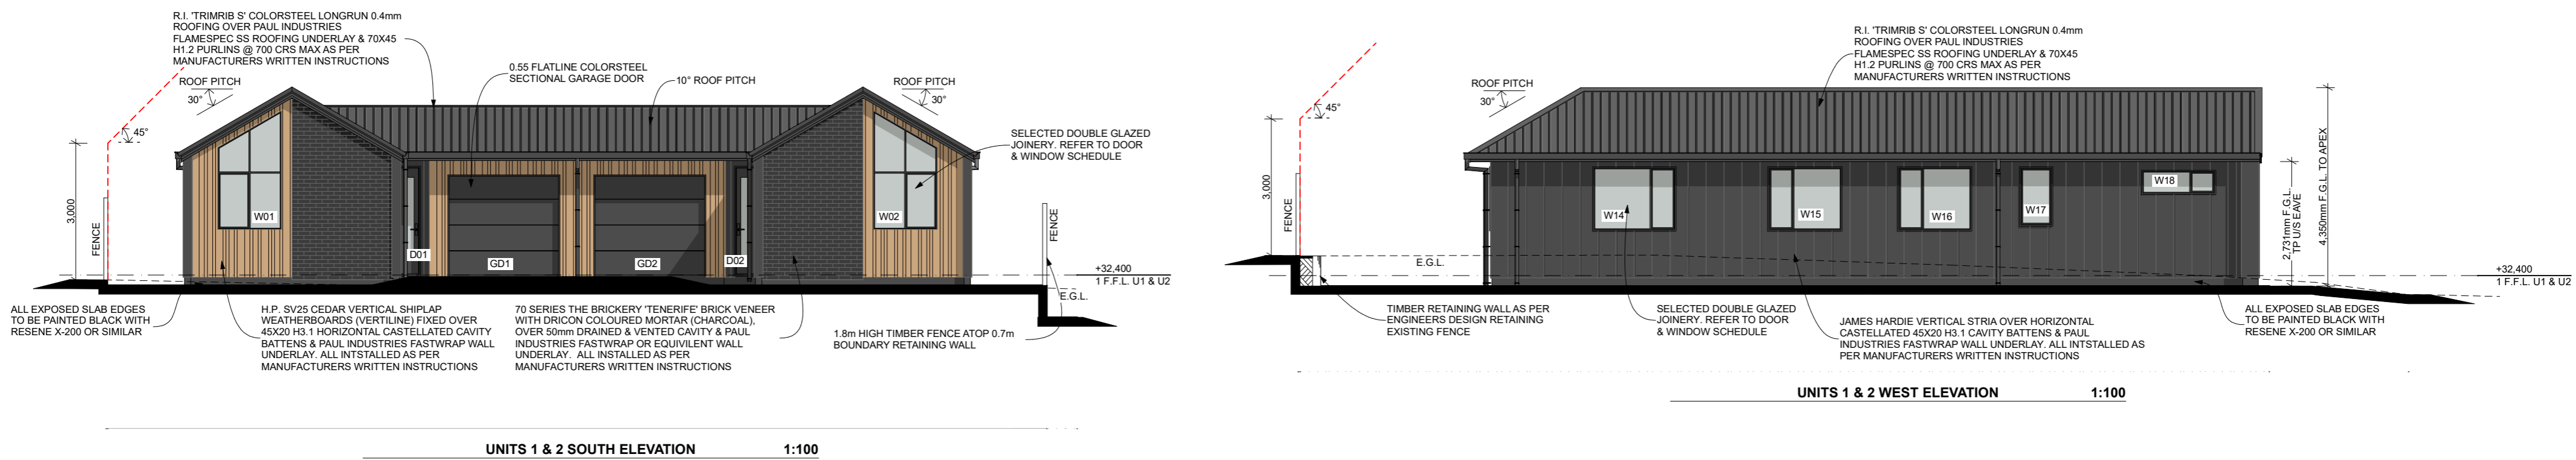 R.I. 'TRIMRIB S' COLORSTEEL LONGRUN 0.4mm
ROOFING OVER PAUL INDUSTRIES
FLAMESPEC SS ROOFING UNDERLAY & 70X45
H1.2 PURLINS @ 700 CRS MAX AS PER
MANUFACTURERS WRITTEN INSTRUCTIONS
0.55 FLATLINE COLORSTEEL
SECTIONAL GARAGE DOOR
10° ROOF PITCH
ROOF PITCH
30°
ROOF PITCH
30°
45°
3,000
FENCE
SELECTED DOUBLE GLAZED
JOINERY. REFER TO DOOR
& WINDOW SCHEDULE
W01
W02
D01
GD1
GD2
D02
FENCE
+32,400
1 F.F.L. U1 & U2
E.G.L.
ALL EXPOSED SLAB EDGES
TO BE PAINTED BLACK WITH
RESENE X-200 OR SIMILAR
H.P. SV25 CEDAR VERTICAL SHIPLAP
WEATHERBOARDS (VERTILINE) FIXED OVER
45X20 H3.1 HORIZONTAL CASTELLATED CAVITY
BATTENS & PAUL INDUSTRIES FASTWRAP WALL
UNDERLAY. ALL INTSTALLED AS PER
MANUFACTURERS WRITTEN INSTRUCTIONS
70 SERIES THE BRICKERY 'TENERIFE' BRICK VENEER
WITH DRICON COLOURED MORTAR (CHARCOAL),
OVER 50mm DRAINED & VENTED CAVITY & PAUL
INDUSTRIES FASTWRAP OR EQUIVILENT WALL
UNDERLAY. ALL INSTALLED AS PER
MANUFACTURERS WRITTEN INSTRUCTIONS
1.8m HIGH TIMBER FENCE ATOP 0.7m
BOUNDARY RETAINING WALL
UNITS 1 & 2 SOUTH ELEVATION 1:100
R.I. 'TRIMRIB S' COLORSTEEL LONGRUN 0.4mm
ROOFING OVER PAUL INDUSTRIES
FLAMESPEC SS ROOFING UNDERLAY & 70X45
H1.2 PURLINS @ 700 CRS MAX AS PER
MANUFACTURERS WRITTEN INSTRUCTIONS
ROOF PITCH
30°
45°
3,000
FENCE
W14
W15
W16
W17
W18
2,731mm F.G.L.
TP U/S EAVE
4,350mm F.G.L. TO APEX
E.G.L.
+32,400
1 F.F.L. U1 & U2
TIMBER RETAINING WALL AS PER
ENGINEERS DESIGN RETAINING
EXISTING FENCE
SELECTED DOUBLE GLAZED
JOINERY. REFER TO DOOR
& WINDOW SCHEDULE
JAMES HARDIE VERTICAL STRIA OVER HORIZONTAL
CASTELLATED 45X20 H3.1 CAVITY BATTENS & PAUL
INDUSTRIES FASTWRAP WALL UNDERLAY. ALL INTSTALLED AS
PER MANUFACTURERS WRITTEN INSTRUCTIONS
ALL EXPOSED SLAB EDGES
TO BE PAINTED BLACK WITH
RESENE X-200 OR SIMILAR
UNITS 1 & 2 WEST ELEVATION 1:100